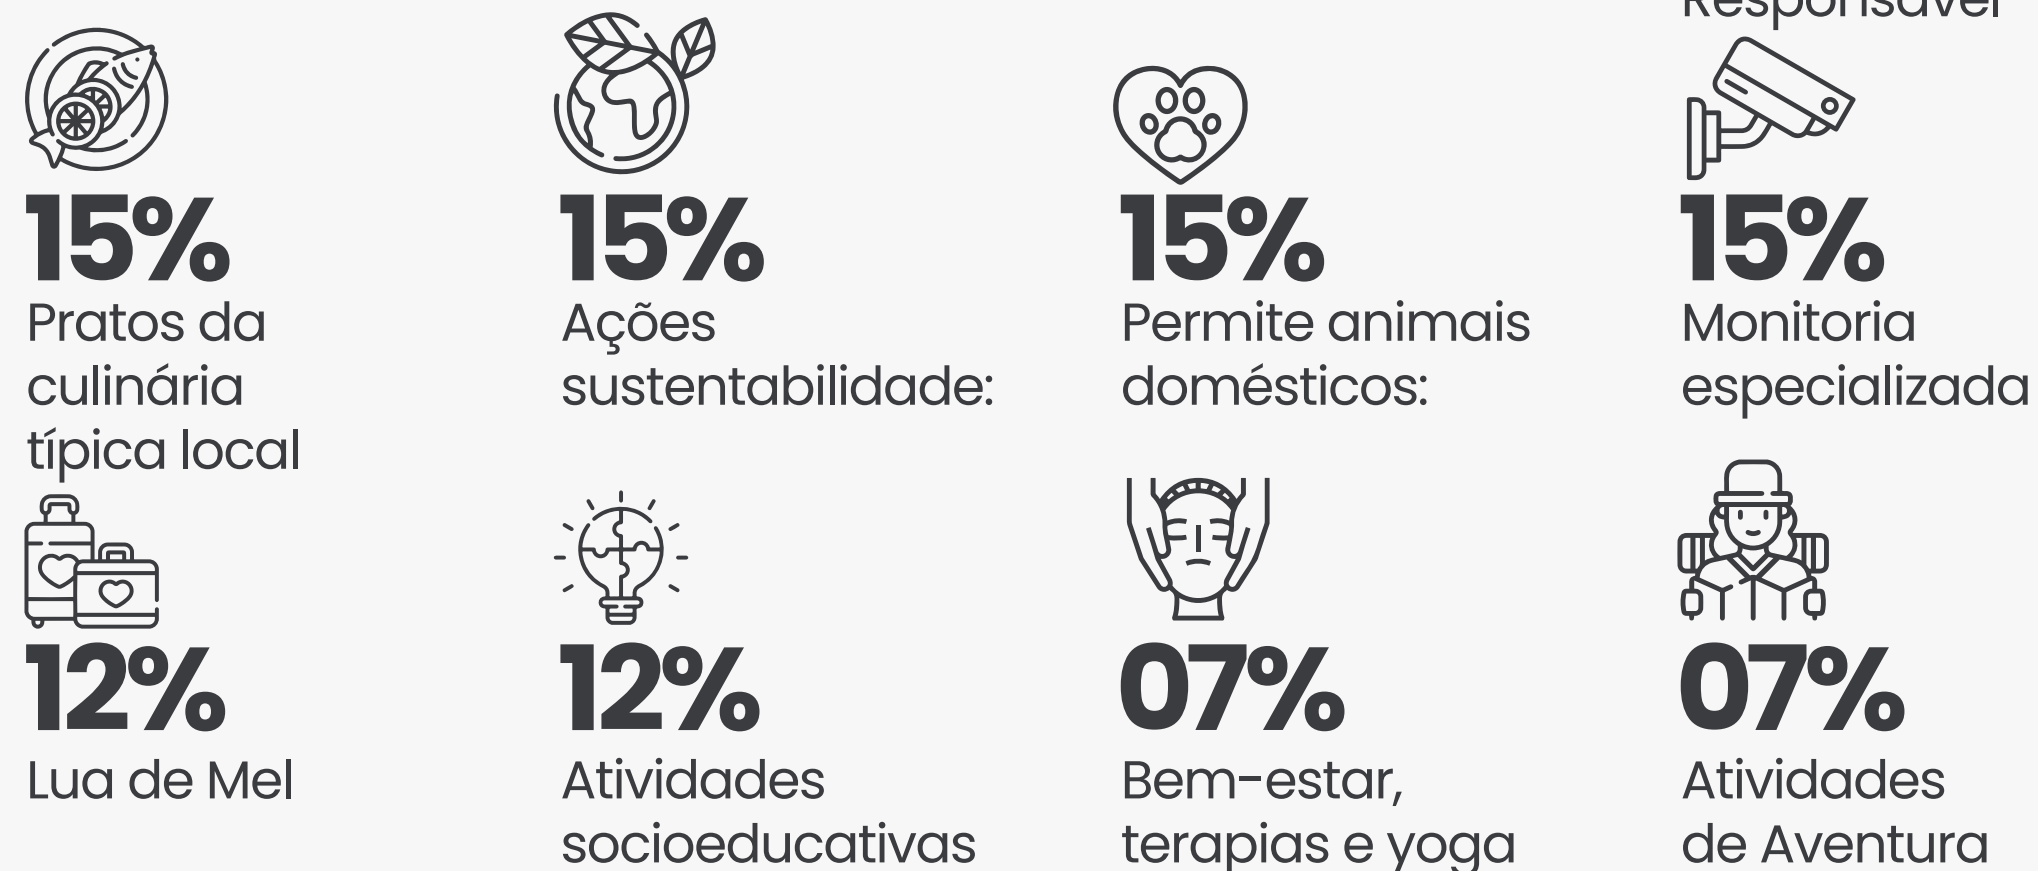 Responsável
15%
Pratos da
culinária
típica local
15%
Ações
sustentabilidade:
15%
Permite animais
domésticos:
15%
Monitoria
especializada
12%
Lua de Mel
12%
Atividades
socioeducativas
07%
Bem-estar,
terapias e yoga
07%
Atividades
de Aventura